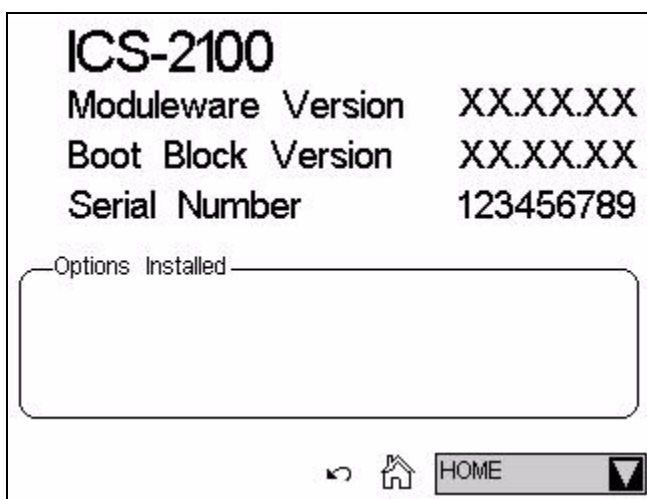 ICS-2100
Moduleware Version XX.XX.XX
Boot Block Version XX.XX.XX
Serial Number 123456789
Options Installed
HOME